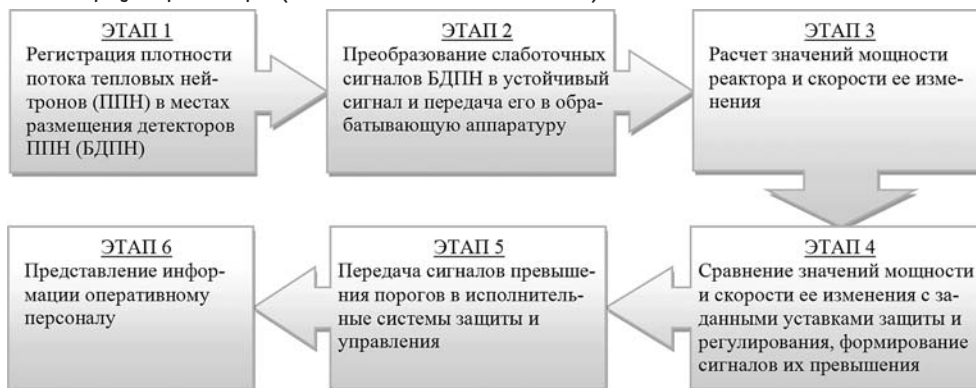 ЭТАП 1
Регистрация плотности
потока тепловых ней-
тронов (ППН) в местах
размещения детекторов
ППН (БДПН)
ЭТАП 2
Преобразование слаботочных
сигналов БДПН в устойчивый
сигнал и передача его в обра-
батывающую аппаратуру
ЭТАП 3
Расчет значений мощности
реактора и скорости ее изме-
нения
ЭТАП 4
Сравнение значений мощности
и скорости ее изменения с за-
данными уставками защиты и
регулирования, формирование
сигналов их превышения
ЭТАП 5
Передача сигналов превыше-
ния порогов в исполнитель-
ные системы защиты и
управления
ЭТАП 6
Представление инфор-
мации оперативному
персоналу